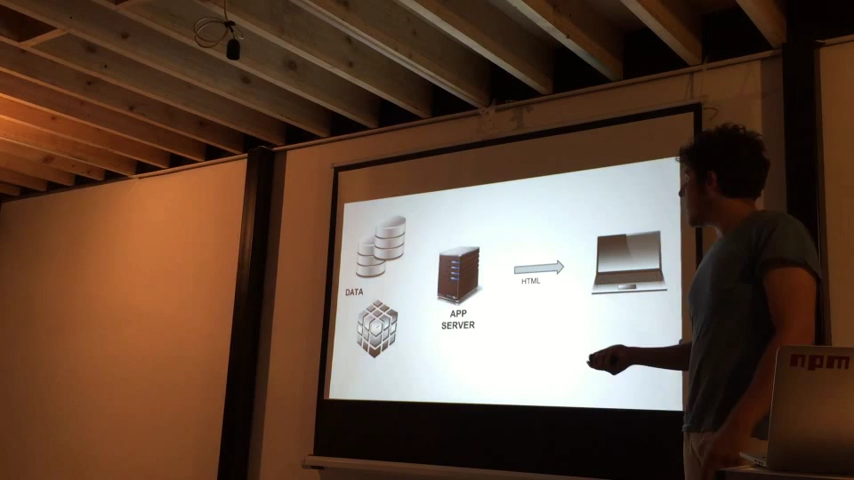 DATA
APP
SERVER
HTML
npm